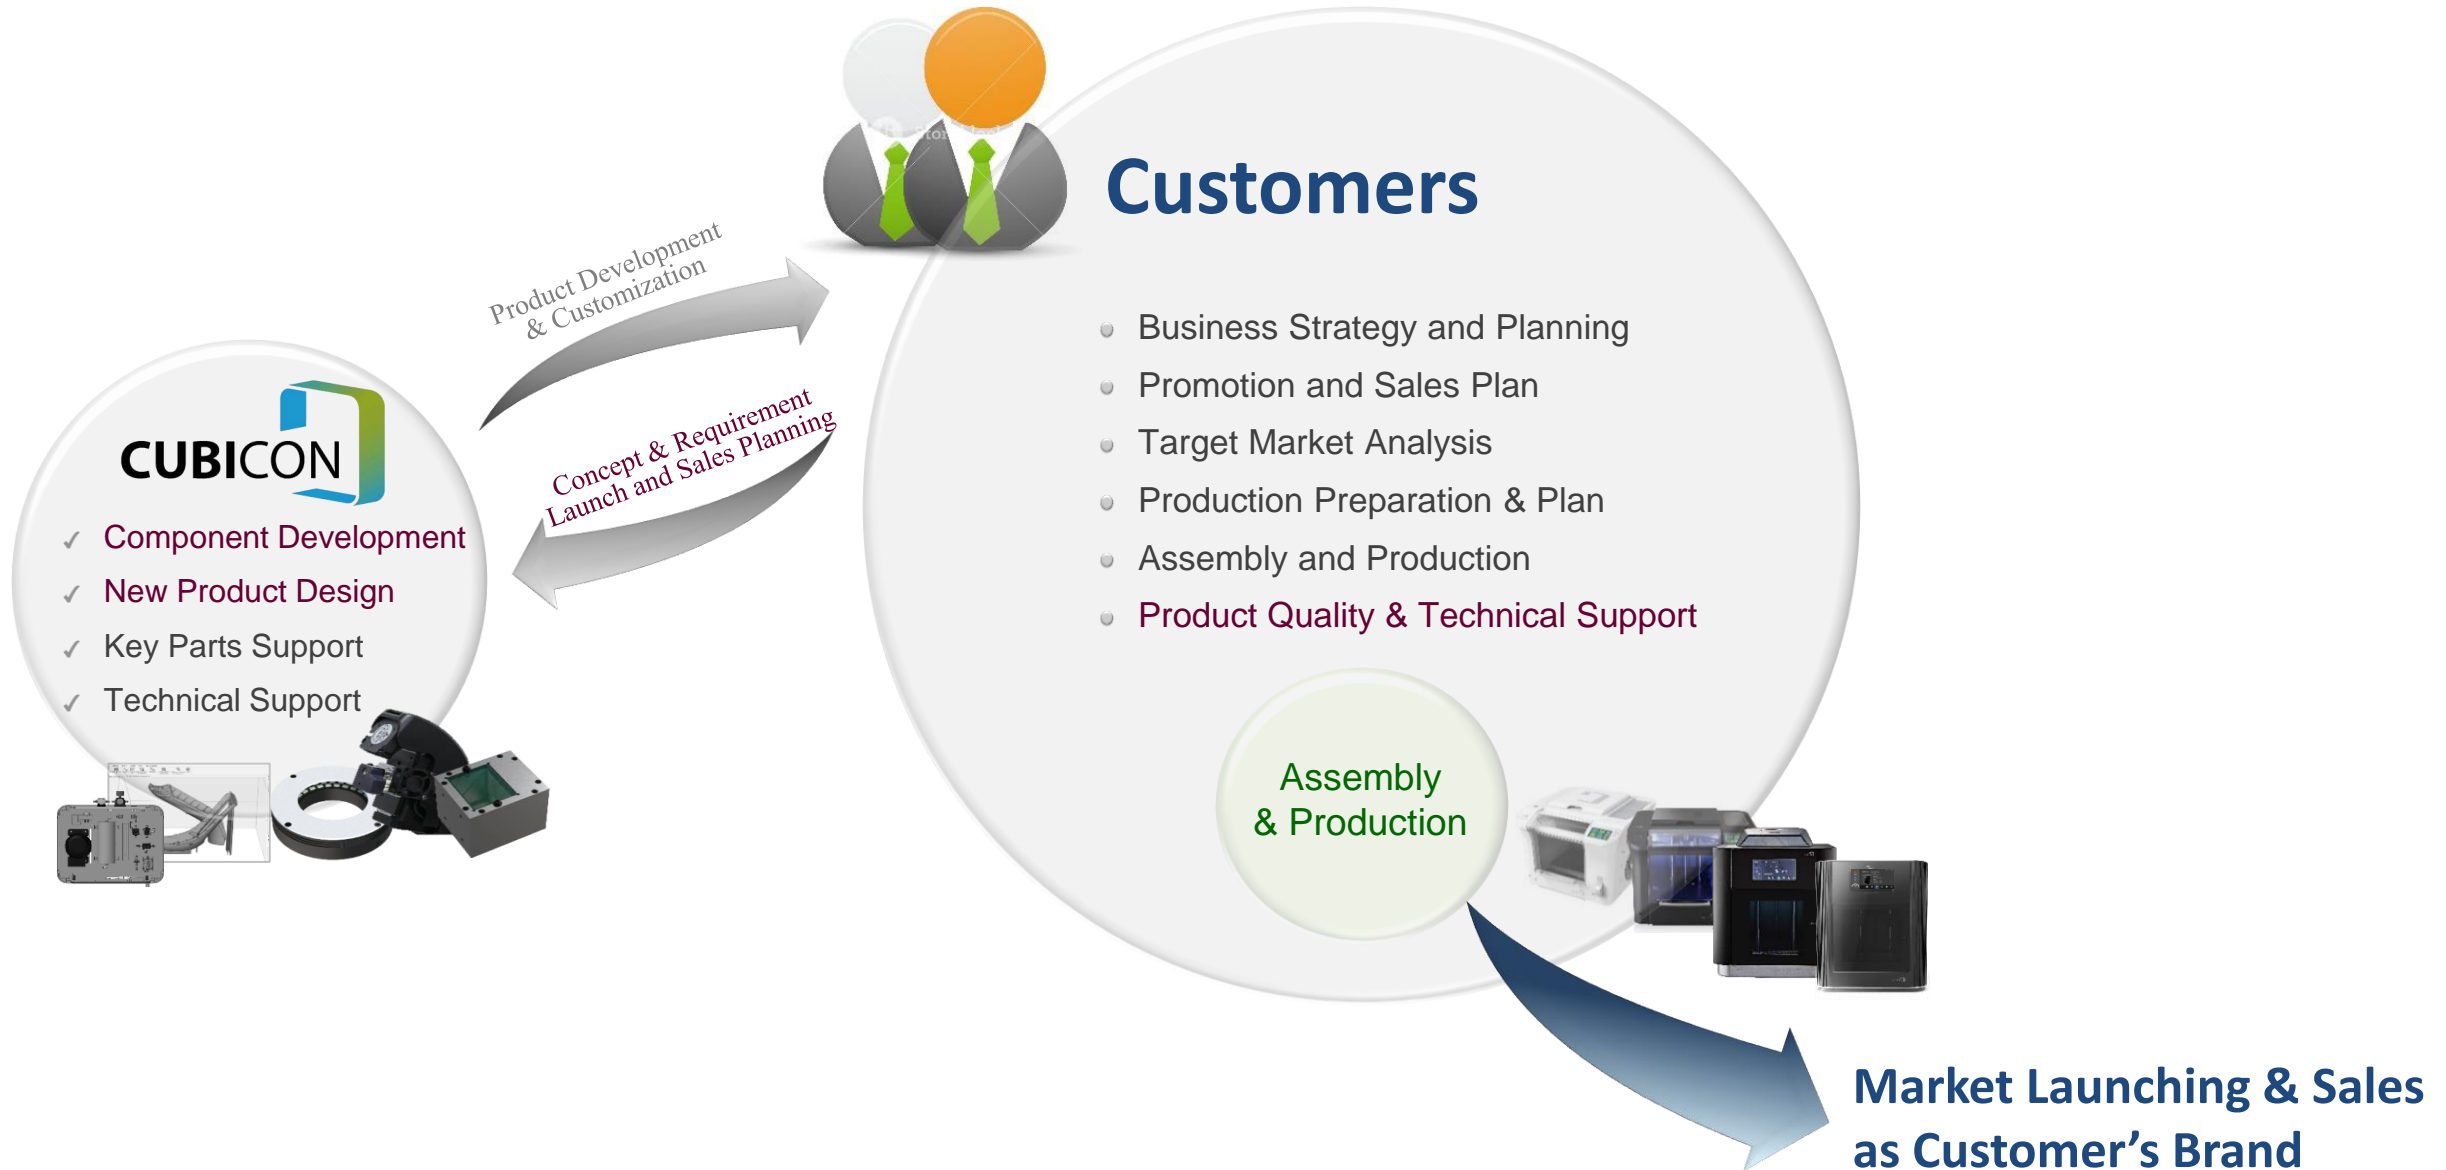 Customers
Product Development
& Customization
Business Strategy and Planning
Promotion and Sales Plan
Target Market Analysis
Production Preparation & Plan
Assembly and Production
Product Quality & Technical Support
Concept & Requirement
Launch and Sales Planning
CUBICON
Component Development
New Product Design
Key Parts Support
Technical Support
Assembly
& Production
Market Launching & Sales
as Customer’s Brand